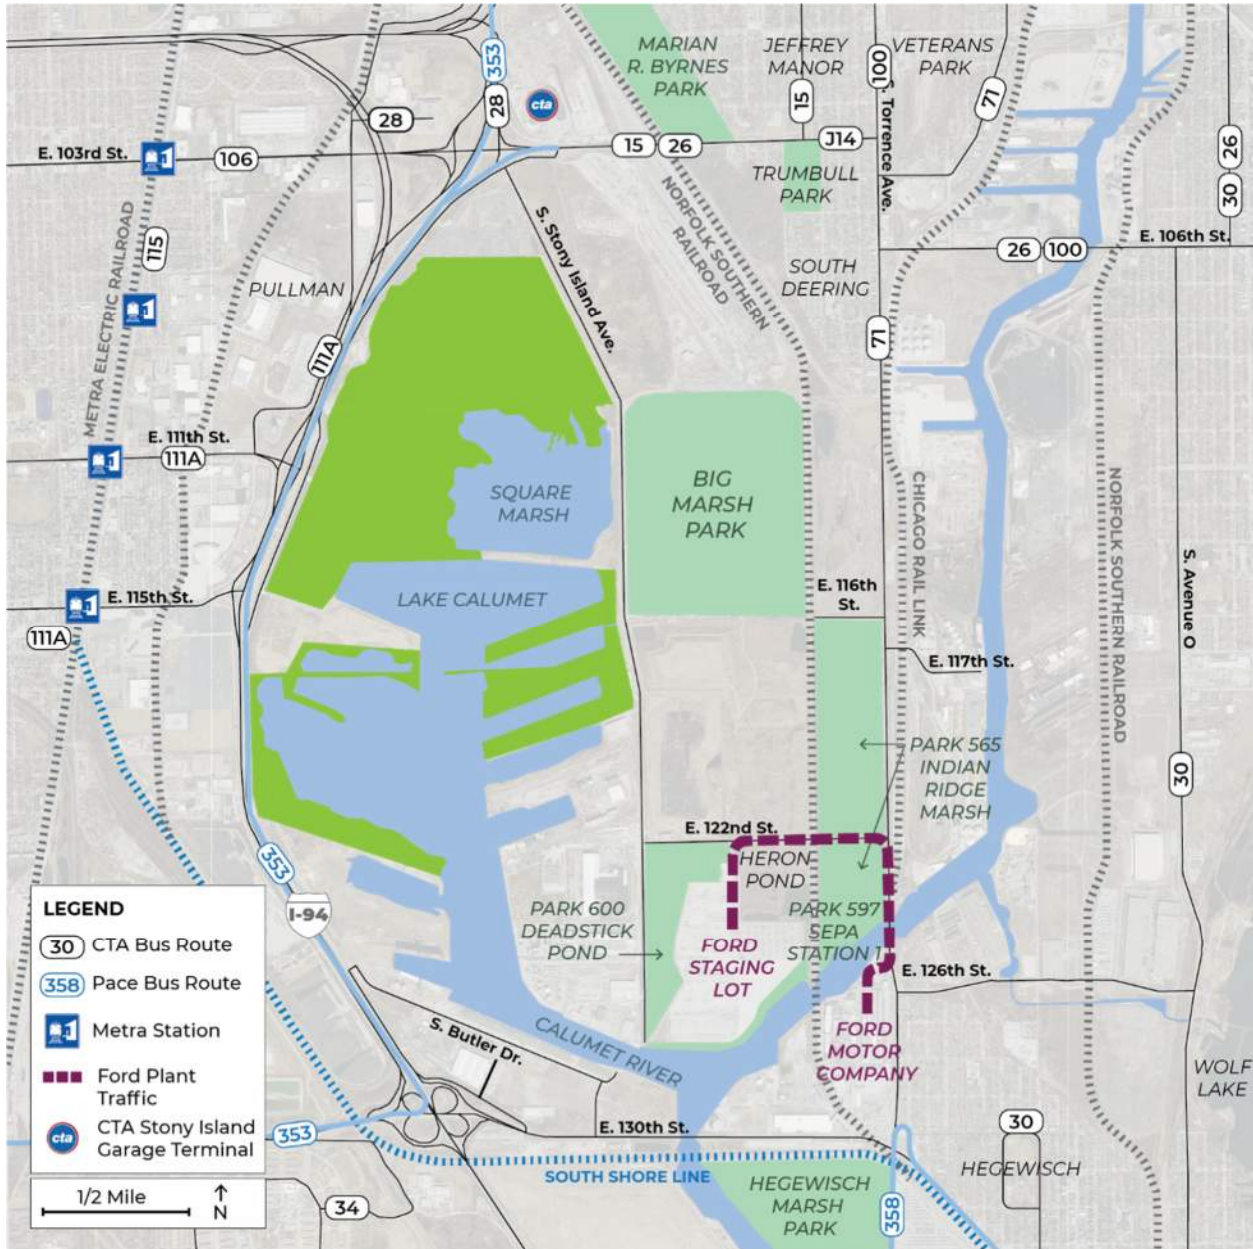 353
28
cta
MARIAN
R. BYRNES
PARK
JEFFREY
MANOR
VETERANS
PARK
100
S. Torrence Ave.
71
15
28
E. 103rd St.
106
15
26
J14
26
30
TRUMBULL
PARK
NORFOLK SOUTHERN
RAILROAD
S. Stony Island Ave.
METRA ELECTRIC RAILROAD
115
PULLMAN
SOUTH
DEERING
26
100
E. 106th St.
111A
71
E. 111th St.
111A
SQUARE
MARSH
BIG
MARSH
PARK
CHICAGO RAIL LINK
NORFOLK SOUTHERN RAILROAD
S. Avenue O
E. 115th St.
111A
LAKE CALUMET
E. 116th
St.
E. 117th St.
PARK 565
INDIAN
RIDGE
MARSH
30
E. 122nd St.
HERON
POND
353
I-94
PARK 600
DEADSTICK
POND
PARK 597
SEPA
STATION 1
FORD
STAGING
LOT
E. 126th St.
FORD
MOTOR
COMPANY
CALUMET RIVER
S. Butler Dr.
WOLF
LAKE
E. 130th St.
353
SOUTH SHORE LINE
30
HEGEWISCH
HEGEWISCH
MARSH
PARK
358
34
LEGEND
30 CTA Bus Route
358 Pace Bus Route
Metra Station
Ford Plant
Traffic
cta CTA Stony Island
Garage Terminal
1/2 Mile
N